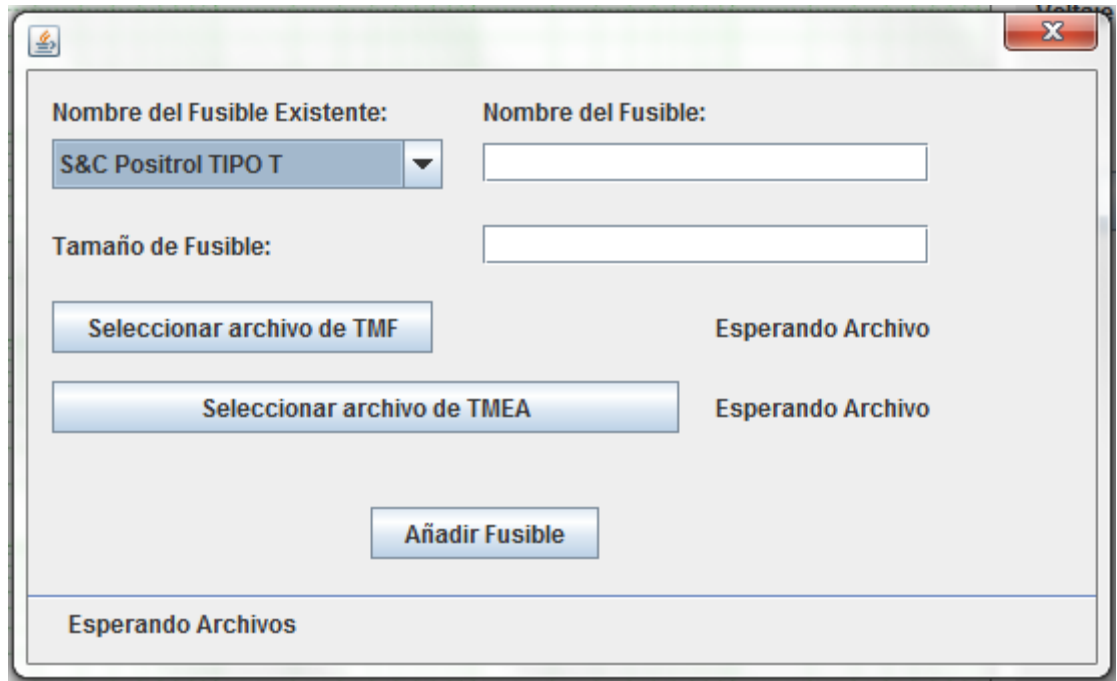 Voltaje
Nombre del Fusible Existente:
Nombre del Fusible:
S&C Positrol TIPO T
Tamaño de Fusible:
Seleccionar archivo de TMF
Esperando Archivo
Seleccionar archivo de TMEA
Esperando Archivo
Añadir Fusible
Esperando Archivos